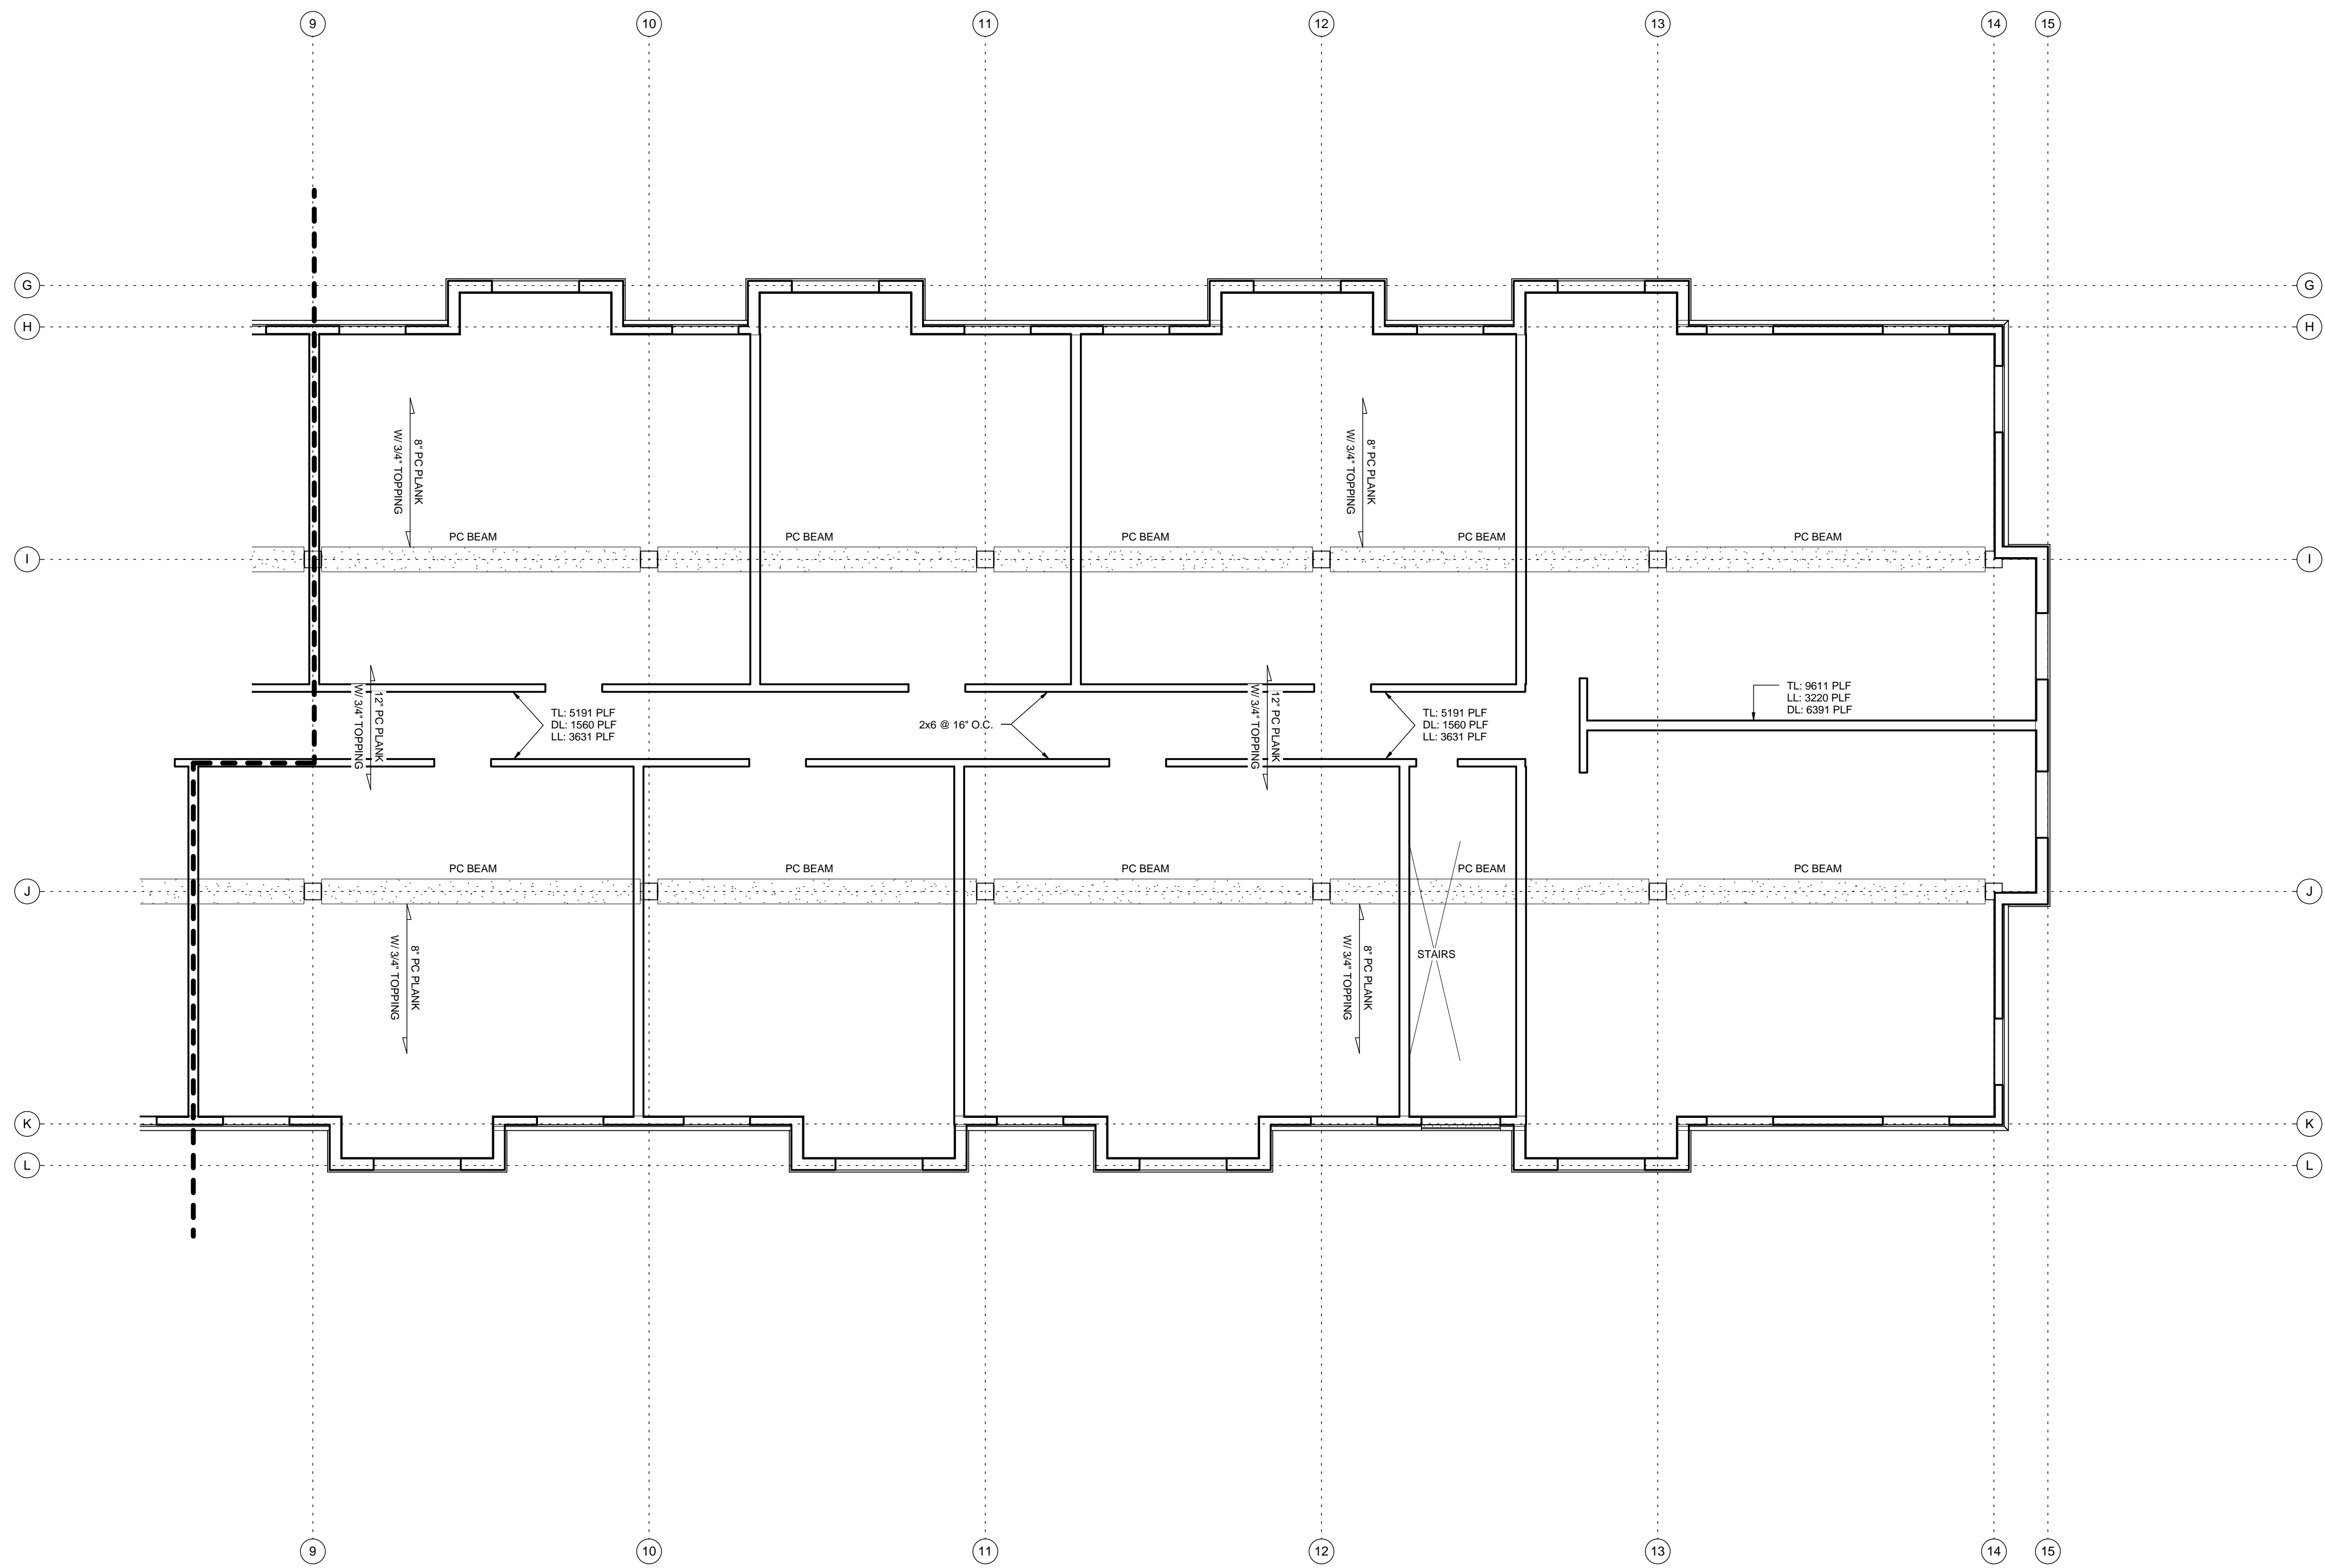 9
10
11
12
13
14
15
G
G
H
H
8" PC PLANK
W/ 3/4" TOPPING
8" PC PLANK
W/ 3/4" TOPPING
PC BEAM
PC BEAM
PC BEAM
PC BEAM
PC BEAM
I
I
12" PC PLANK
W/ 3/4" TOPPING
TL: 5191 PLF
DL: 1560 PLF
LL: 3631 PLF
2x6 @ 16" O.C.
12" PC PLANK
W/ 3/4" TOPPING
TL: 5191 PLF
DL: 1560 PLF
LL: 3631 PLF
TL: 9611 PLF
LL: 3220 PLF
DL: 6391 PLF
PC BEAM
PC BEAM
PC BEAM
PC BEAM
PC BEAM
J
J
8" PC PLANK
W/ 3/4" TOPPING
8" PC PLANK
W/ 3/4" TOPPING
STAIRS
K
K
L
L
9
10
11
12
13
14
15